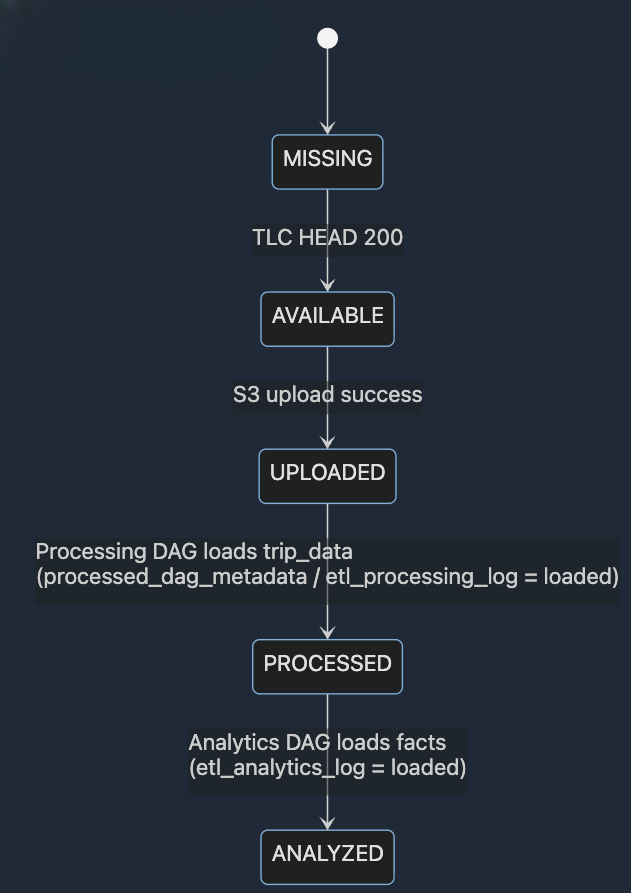 MISSING
TLC HEAD 200
AVAILABLE
S3 upload success
UPLOADED
Processing DAG loads trip_data
(processed_dag_metadata / etl_processing_log = loaded)
PROCESSED
Analytics DAG loads facts
(etl_analytics_log = loaded)
ANALYZED